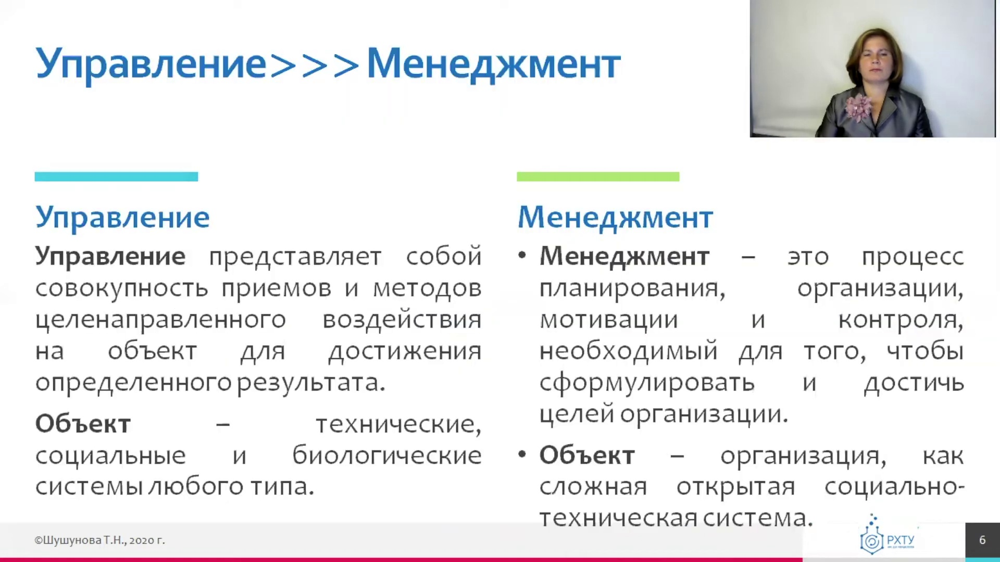 Управление>>>Менеджмент
Управление
Управление представляет собой
совокупность приемов и методов
целенаправленного воздействия
на объект для достижения
определенного результата.
Объект – технические,
социальные и биологические
системы любого типа.
Менеджмент
• Менеджмент – это процесс
планирования, организации,
мотивации и контроля,
необходимый для того, чтобы
сформулировать и достичь
целей организации.
• Объект – организация, как
сложная открытая социально-
техническая система.
©Шушунова Т.Н., 2020 г.
РХТУ
6